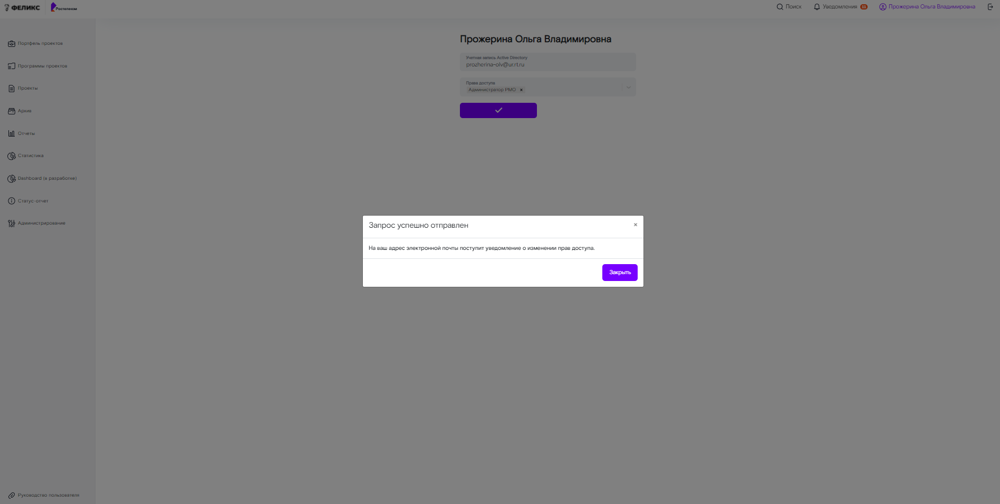 ФЕЛИКС
Ростелеком
Поиск
Уведомления 11
Прожерина Ольга Владимировна
Портфель проектов
Программы проектов
Проекты
Архив
Отчеты
Статистика
Dashboard (в разработке)
Статус-отчет
Администрирование
Руководство пользователя
Прожерина Ольга Владимировна
Учетная запись Active Directory
prozherina-olv@ur.rt.ru
Права доступа
Администратор РМО ×
Запрос успешно отправлен ×
На ваш адрес электронной почты поступит уведомление о изменении прав доступа.
Закрыть